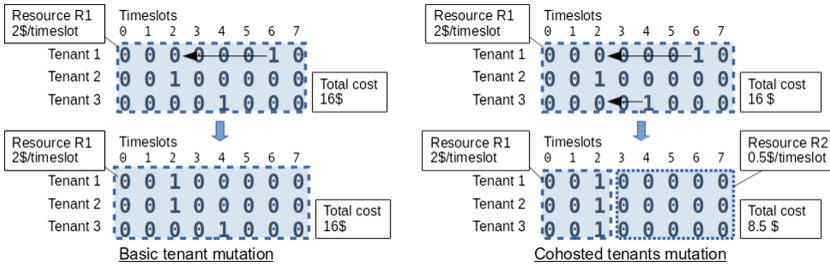 Resource R1
2$/timeslot
Timeslots
0 1 2 3 4 5 6 7
Tenant 1
0 0 0 0 0 0 1 0
Tenant 2
0 0 1 0 0 0 0 0
Tenant 3
0 0 0 0 1 0 0 0
Total cost
16$
Resource R1
2$/timeslot
Timeslots
0 1 2 3 4 5 6 7
Tenant 1
0 0 1 0 0 0 0 0
Tenant 2
0 0 1 0 0 0 0 0
Tenant 3
0 0 0 0 1 0 0 0
Total cost
16$
Basic tenant mutation
Resource R1
2$/timeslot
Timeslots
0 1 2 3 4 5 6 7
Tenant 1
0 0 0 0 0 0 1 0
Tenant 2
0 0 1 0 0 0 0 0
Tenant 3
0 0 0 0 1 0 0 0
Total cost
16 $
Resource R1
2$/timeslot
Timeslots
0 1 2 3 4 5 6 7
Resource R2
0.5$/timeslot
Tenant 1
0 0 1 0 0 0 0 0
Tenant 2
0 0 1 0 0 0 0 0
Tenant 3
0 0 1 0 0 0 0 0
Total cost
8.5 $
Cohosted tenants mutation